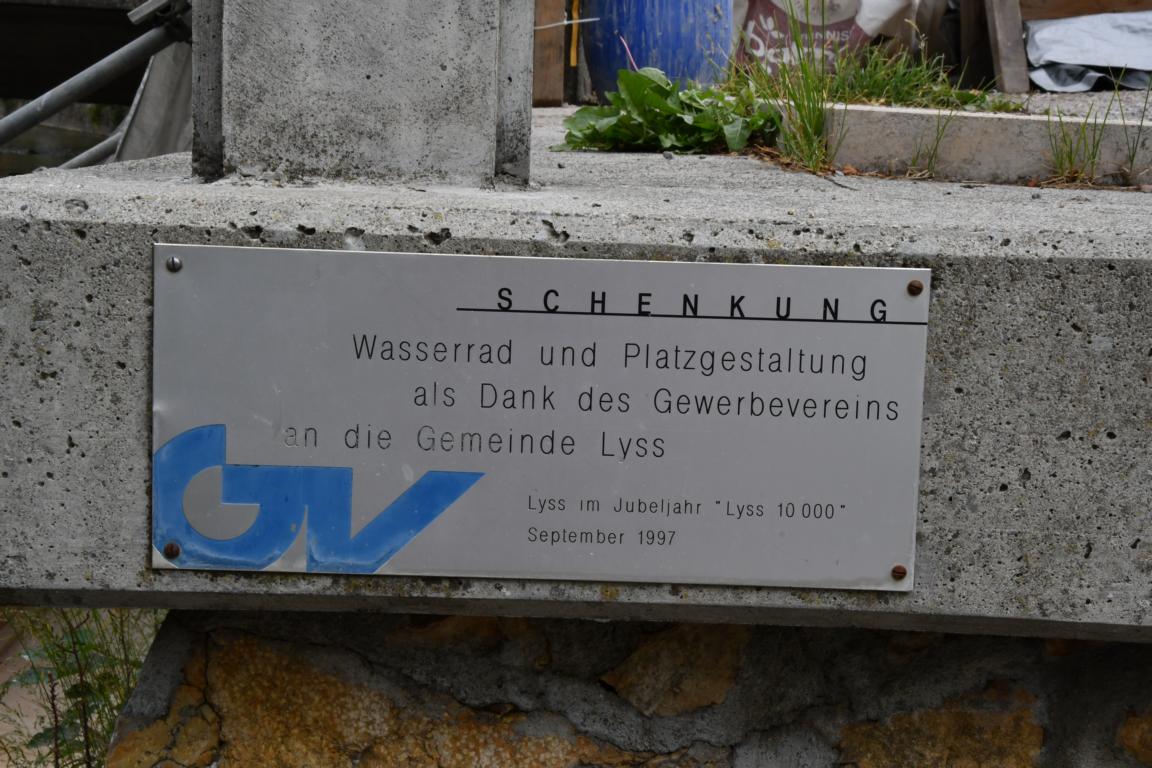 SCHENKUNG
Wasserrad und Platzgestaltung
als Dank des Gewerbevereins
an die Gemeinde Lyss
GV
Lyss im Jubeljahr "Lyss 10 000"
September 1997